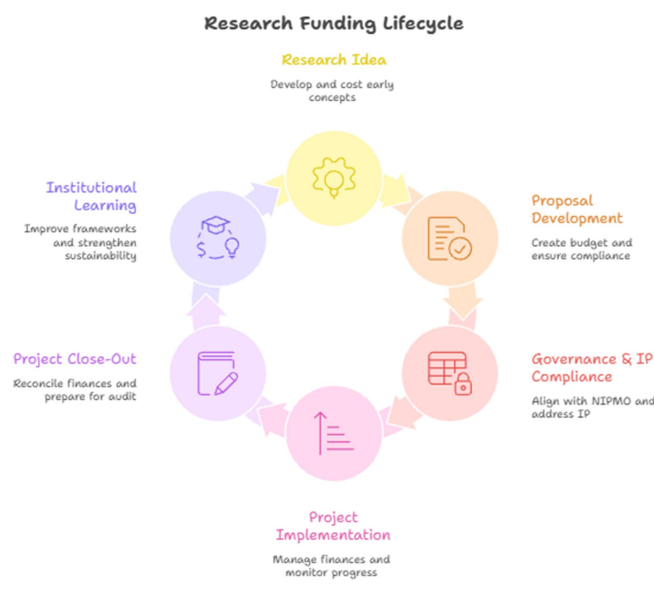 Research Funding Lifecycle
Research Idea
Develop and cost early
concepts
Proposal
Development
Create budget and
ensure compliance
Governance & IP
Compliance
Align with NIPMO and
address IP
Project
Implementation
Manage finances and
monitor progress
Project Close-Out
Reconcile finances and
prepare for audit
Institutional
Learning
Improve frameworks
and strengthen
sustainability
$